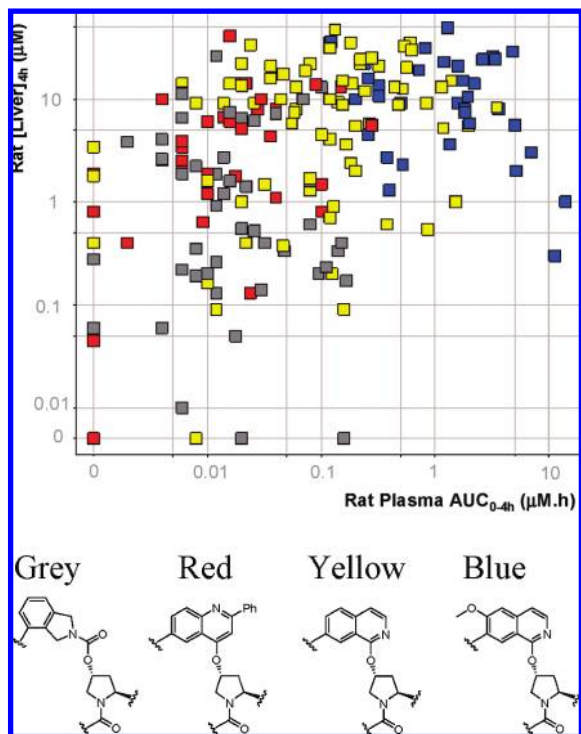 Rat [Liver]4h (μM)
10
1
0.1
0.01
0
0 0.01 0.1 1 10
Rat Plasma AUC0-4h (μM.h)
Grey Red Yellow Blue
N O O N O
N Ph O N O
N O N O
O N O N O